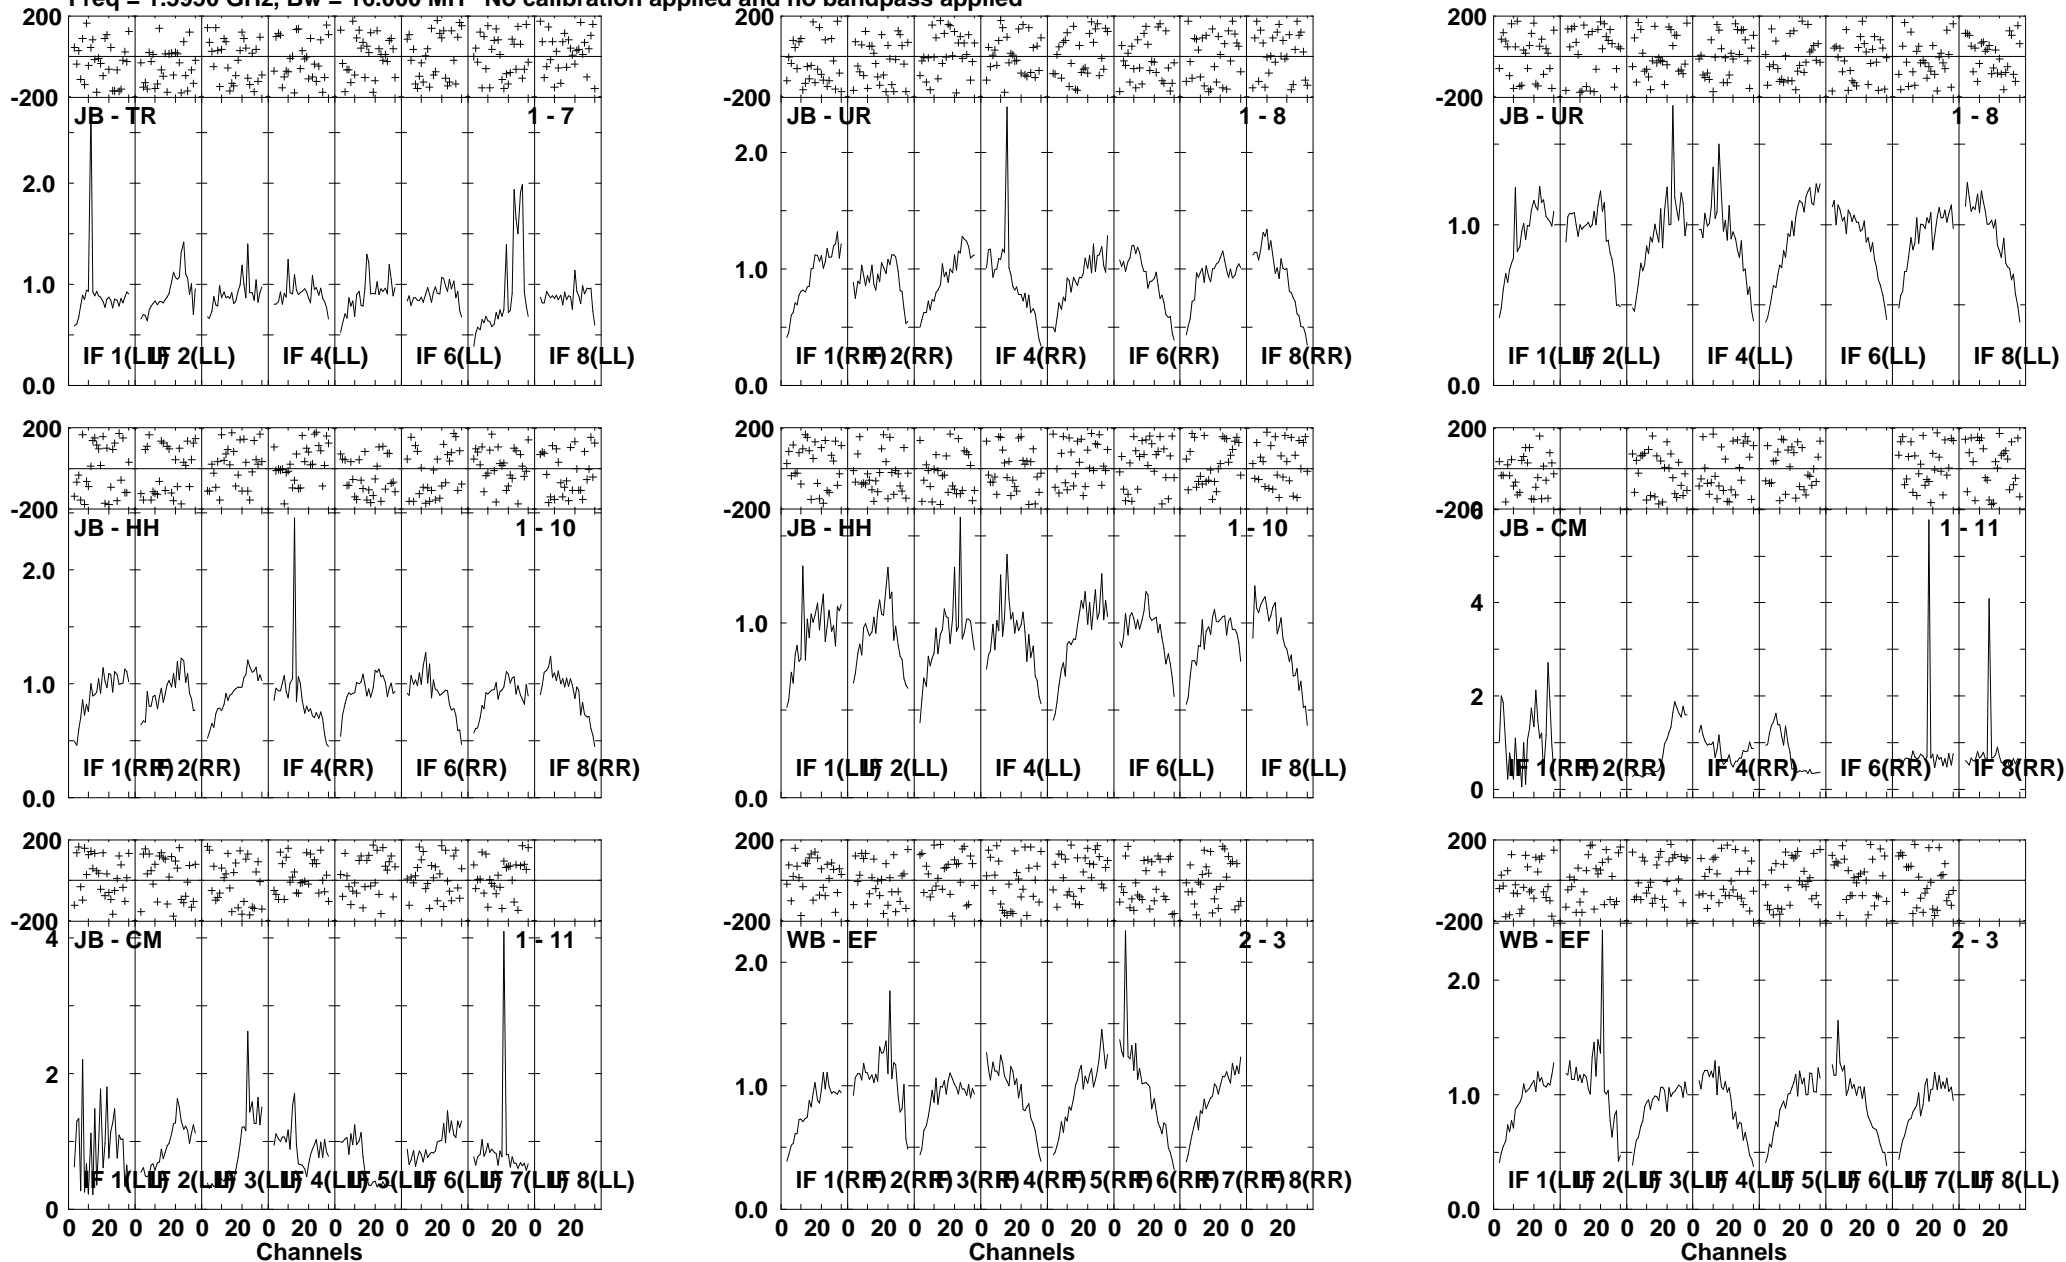 Freq = 1.5950 GHz, Bw = 16.000 MH No calibration applied and no bandpass applied
200 200 200
-200 -200 -200
JB - TR 1 - 7 JB - UR 1 - 8 JB - UR 1 - 8
2.0 2.0
1.0 1.0 1.0
IF 1(LL) IF 2(LL) IF 4(LL) IF 6(LL) IF 8(LL) IF 1(RR) IF 2(RR) IF 4(RR) IF 6(RR) IF 8(RR) IF 1(LL) IF 2(LL) IF 4(LL) IF 6(LL) IF 8(LL)
0.0 0.0 0.0
200 200 200
-200 -200 -200 6
JB - HH 1 - 10 JB - HH 1 - 10 JB - CM 1 - 11
2.0 4
1.0 1.0 2
IF 1(RR) IF 2(RR) IF 4(RR) IF 6(RR) IF 8(RR) IF 1(LL) IF 2(LL) IF 4(LL) IF 6(LL) IF 8(LL) IF 1(RR) IF 2(RR) IF 4(RR) IF 6(RR) IF 8(RR)
0.0 0.0 0
200 200 200
-200 -200 -200
JB - CM 1 - 11 WB - EF 2 - 3 WB - EF 2 - 3
4 2.0 2.0
2 1.0 1.0
IF 1(LL) IF 2(LL) IF 3(LL) IF 4(LL) IF 5(LL) IF 6(LL) IF 7(LL) IF 8(LL) IF 1(RR) IF 2(RR) IF 3(RR) IF 4(RR) IF 5(RR) IF 6(RR) IF 7(RR) IF 8(RR) IF 1(LL) IF 2(LL) IF 3(LL) IF 4(LL) IF 5(LL) IF 6(LL) IF 7(LL) IF 8(LL)
0 0.0 0.0
0 20 0 20 0 20 0 20 0 20 0 20 0 20 0 20 0 20 0 20 0 20 0 20 0 20 0 20 0 20 0 20 0 20 0 20 0 20 0 20 0 20 0 20 0 20 0 20
Channels Channels